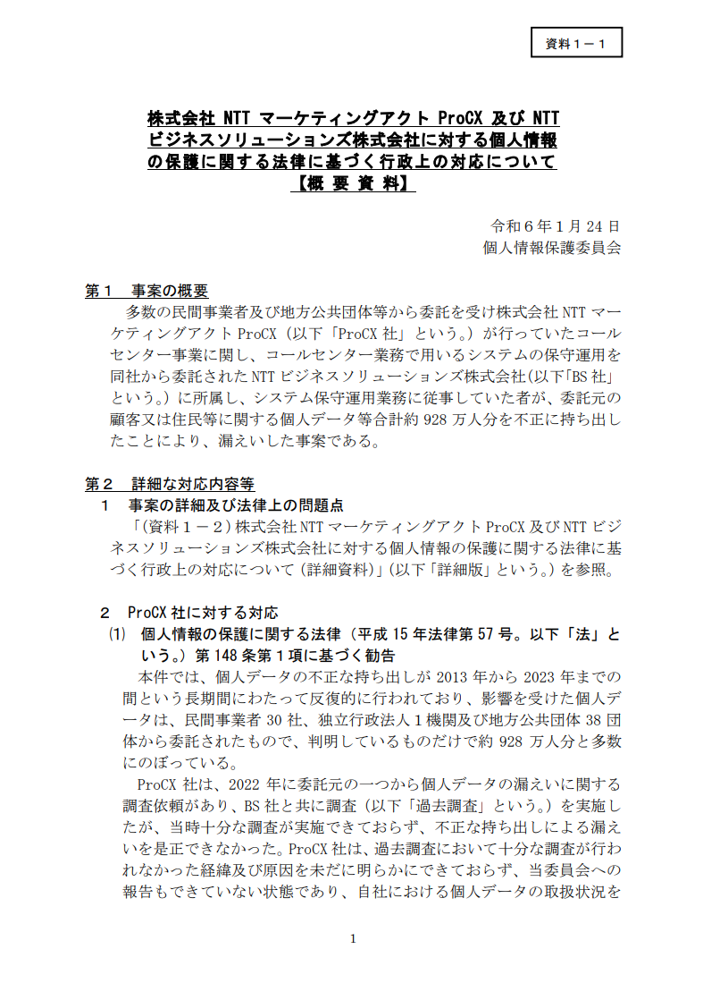 資料1-1
株式会社 NTT マーケティングアクト ProCX 及び NTT
ビジネスソリューションズ株式会社に対する個人情報
の保護に関する法律に基づく行政上の対応について
【概 要 資 料】
令和6年1月 24 日
個人情報保護委員会
第1 事案の概要
多数の民間事業者及び地方公共団体等から委託を受け株式会社 NTT マー
ケティングアクト ProCX(以下「ProCX 社」という。)が行っていたコール
センター事業に関し、コールセンター業務で用いるシステムの保守運用を
同社から委託された NTT ビジネスソリューションズ株式会社(以下「BS 社」
という。)に所属し、システム保守運用業務に従事していた者が、委託元の
顧客又は住民等に関する個人データ等合計約 928 万人分を不正に持ち出し
たことにより、漏えいした事案である。
第2 詳細な対応内容等
1 事案の詳細及び法律上の問題点
「(資料1-2)株式会社 NTT マーケティングアクト ProCX 及び NTT ビジ
ネスソリューションズ株式会社に対する個人情報の保護に関する法律に基
づく行政上の対応について(詳細資料)」(以下「詳細版」という。)を参照。
2 ProCX 社に対する対応
⑴ 個人情報の保護に関する法律(平成 15 年法律第 57 号。以下「法」と
いう。)第 148 条第1項に基づく勧告
本件では、個人データの不正な持ち出しが 2013 年から 2023 年までの
間という長期間にわたって反復的に行われており、影響を受けた個人デ
ータは、民間事業者 30 社、独立行政法人1機関及び地方公共団体 38 団
体から委託されたもので、判明しているものだけで約 928 万人分と多数
にのぼっている。
ProCX 社は、2022 年に委託元の一つから個人データの漏えいに関する
調査依頼があり、BS 社と共に調査(以下「過去調査」という。)を実施し
たが、当時十分な調査が実施できておらず、不正な持ち出しによる漏え
いを是正できなかった。ProCX 社は、過去調査において十分な調査が行わ
れなかった経緯及び原因を未だに明らかにできておらず、当委員会への
報告もできていない状態であり、自社における個人データの取扱状況を
1